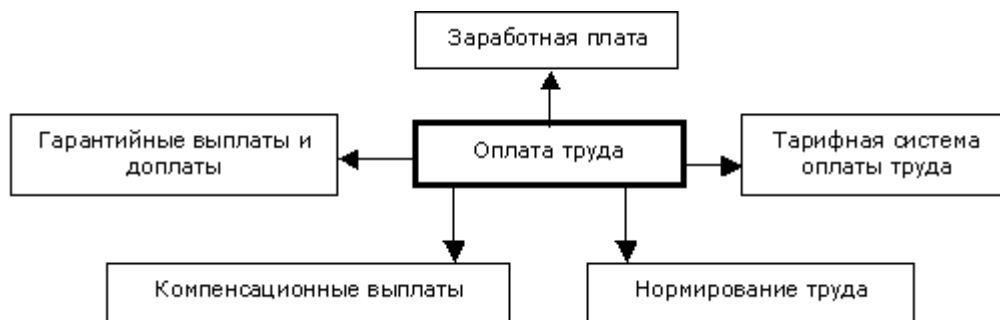 Заработная плата
Гарантийные выплаты и
доплаты
Оплата труда
Тарифная система
оплаты труда
Компенсационные выплаты
Нормирование труда